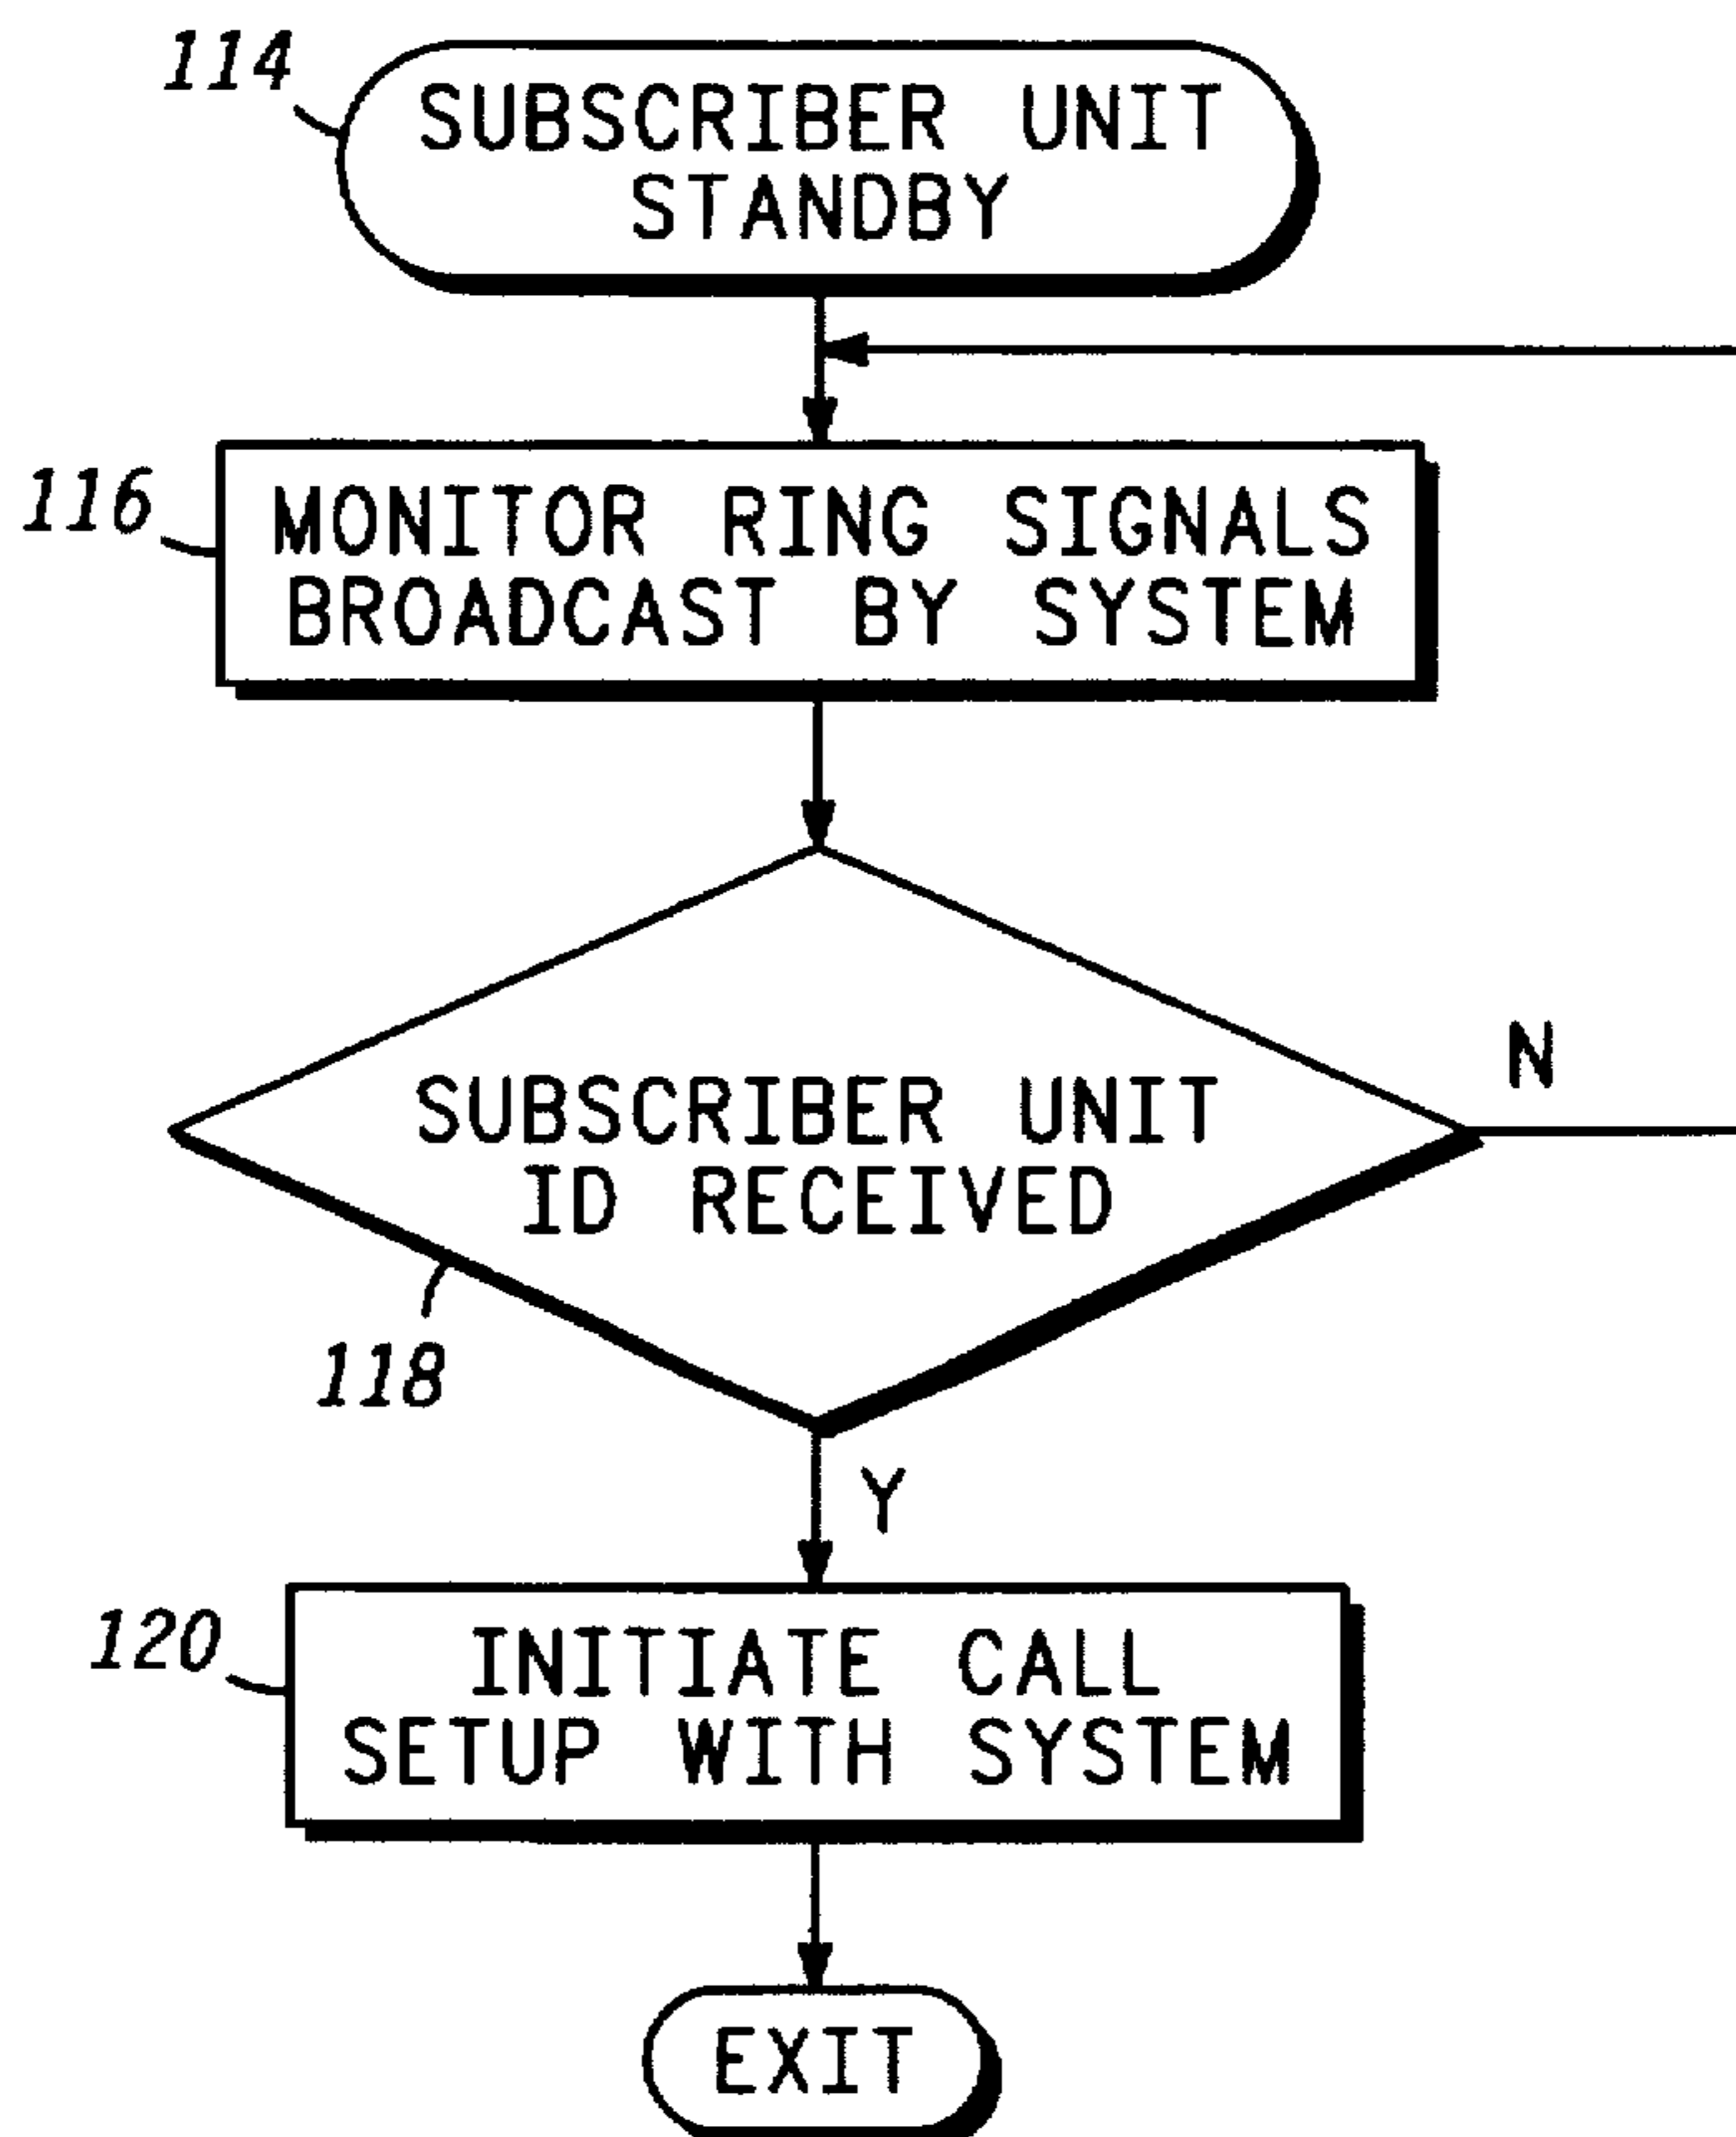 114
SUBSCRIBER UNIT
STANDBY
116
MONITOR RING SIGNALS
BROADCAST BY SYSTEM
N
SUBSCRIBER UNIT
ID RECEIVED
118
Y
120
INITIATE CALL
SETUP WITH SYSTEM
EXIT